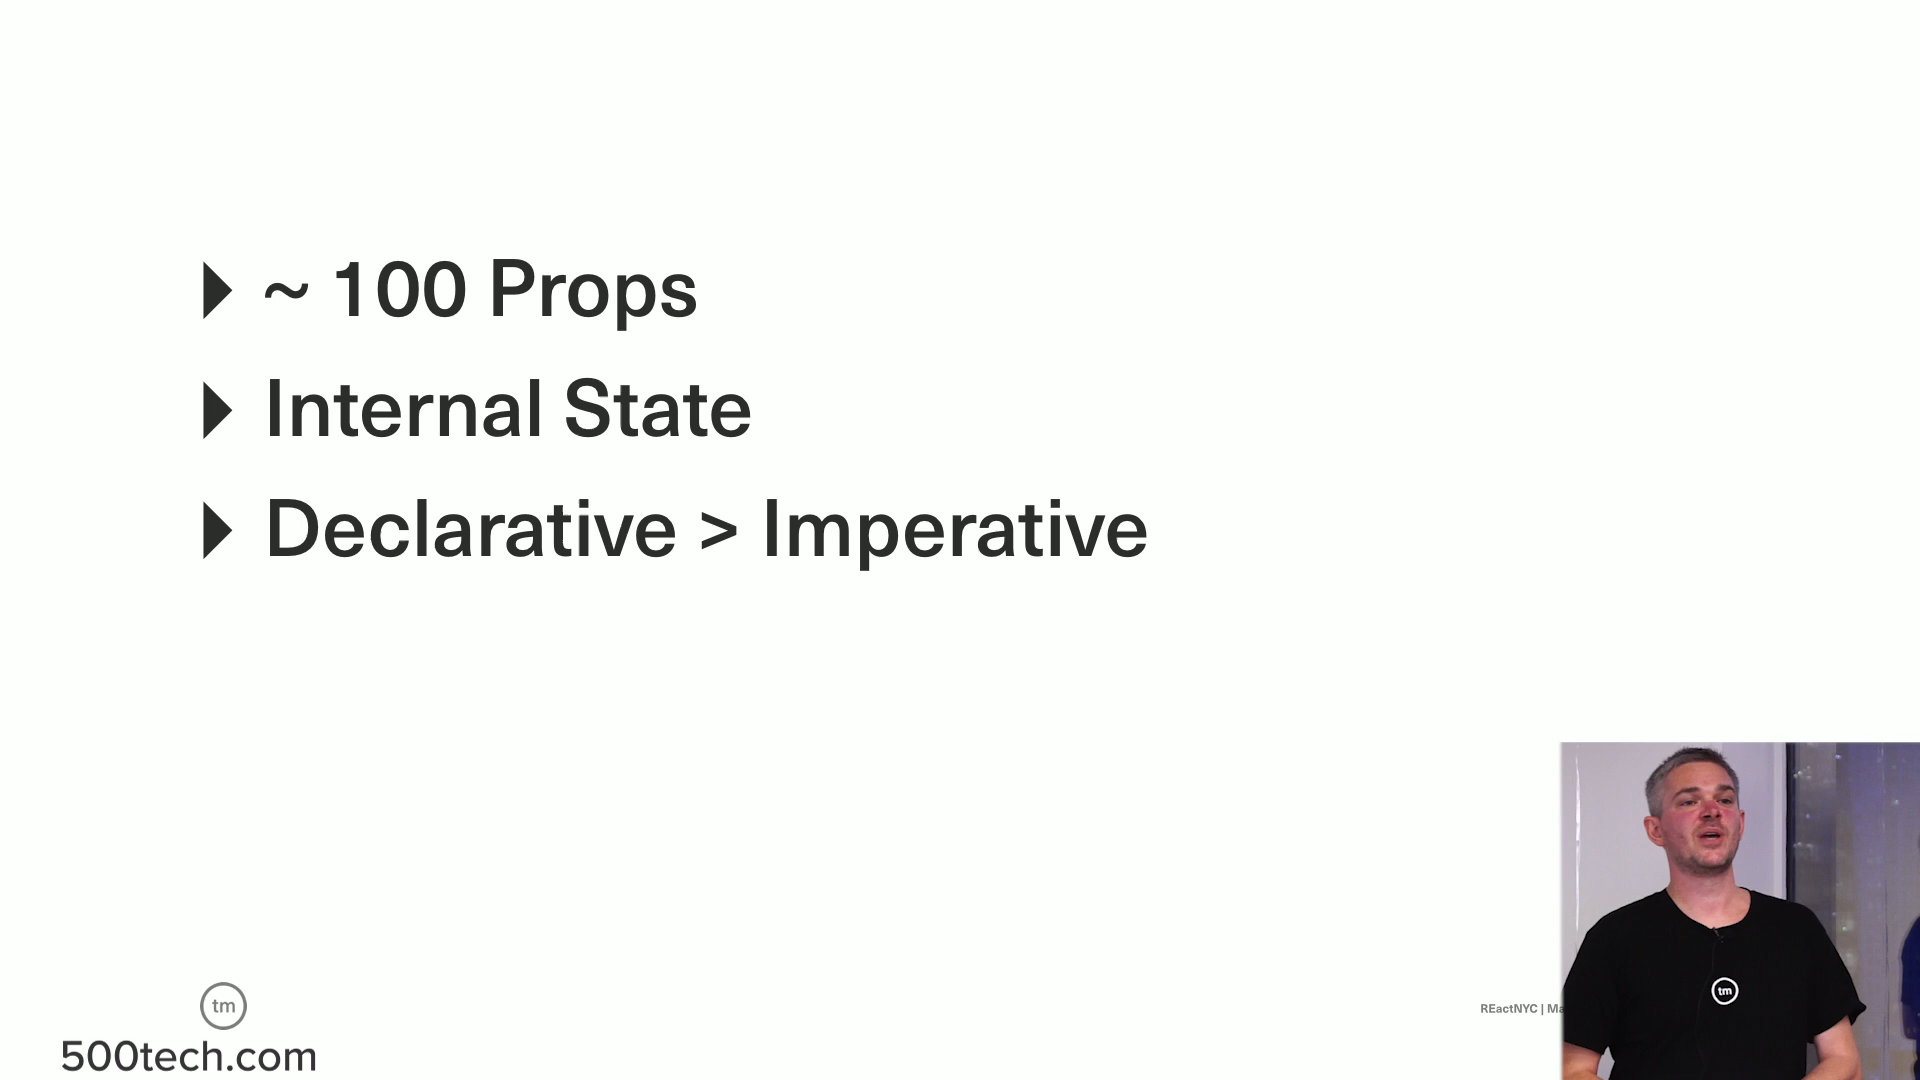 ~ 100 Props
Internal State
Declarative > Imperative
tm
REactNYC | Ma
500tech.com
tm